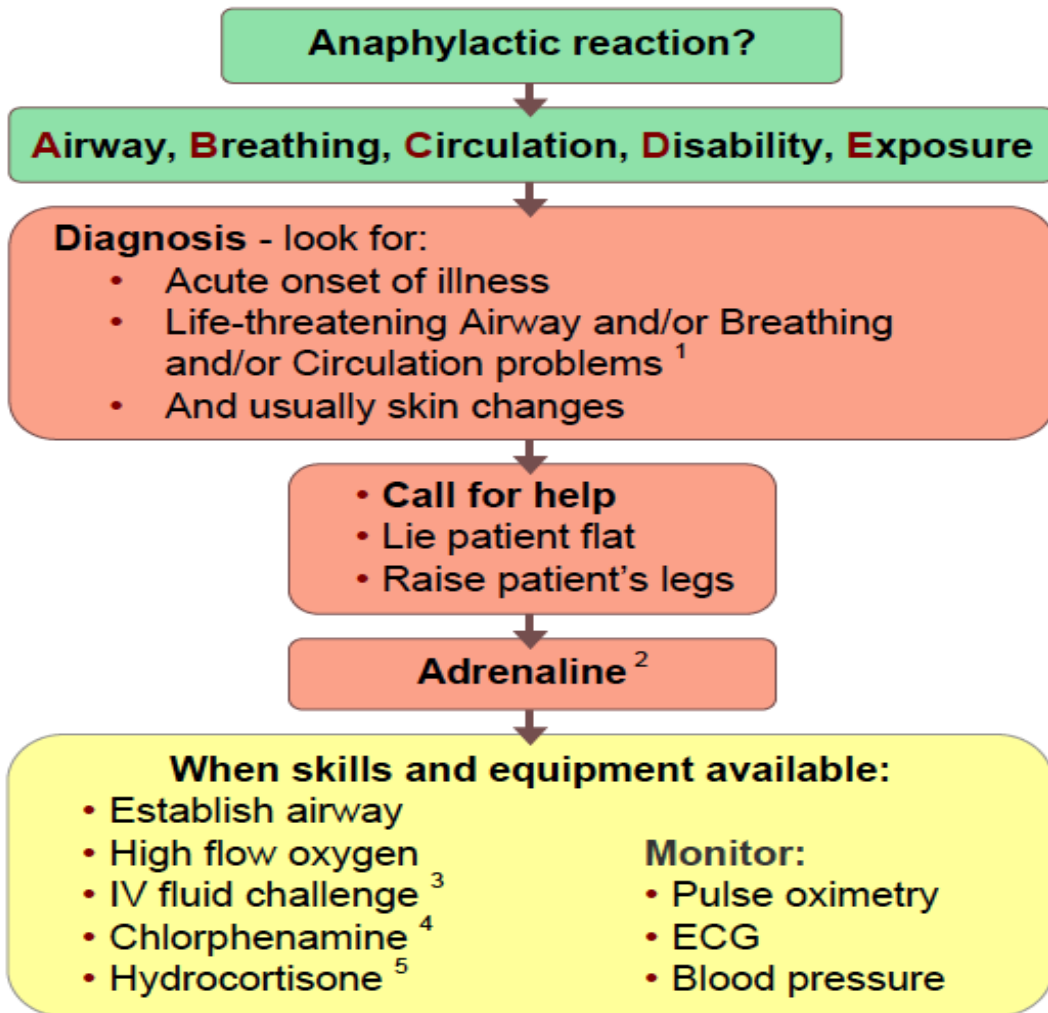 Anaphylactic reaction?
Airway, Breathing, Circulation, Disability, Exposure
Diagnosis - look for:
• Acute onset of illness
• Life-threatening Airway and/or Breathing
and/or Circulation problems 1
• And usually skin changes
• Call for help
• Lie patient flat
• Raise patient's legs
Adrenaline 2
When skills and equipment available:
• Establish airway
• High flow oxygen
• IV fluid challenge 3
• Chlorphenamine 4
• Hydrocortisone 5
Monitor:
• Pulse oximetry
• ECG
• Blood pressure